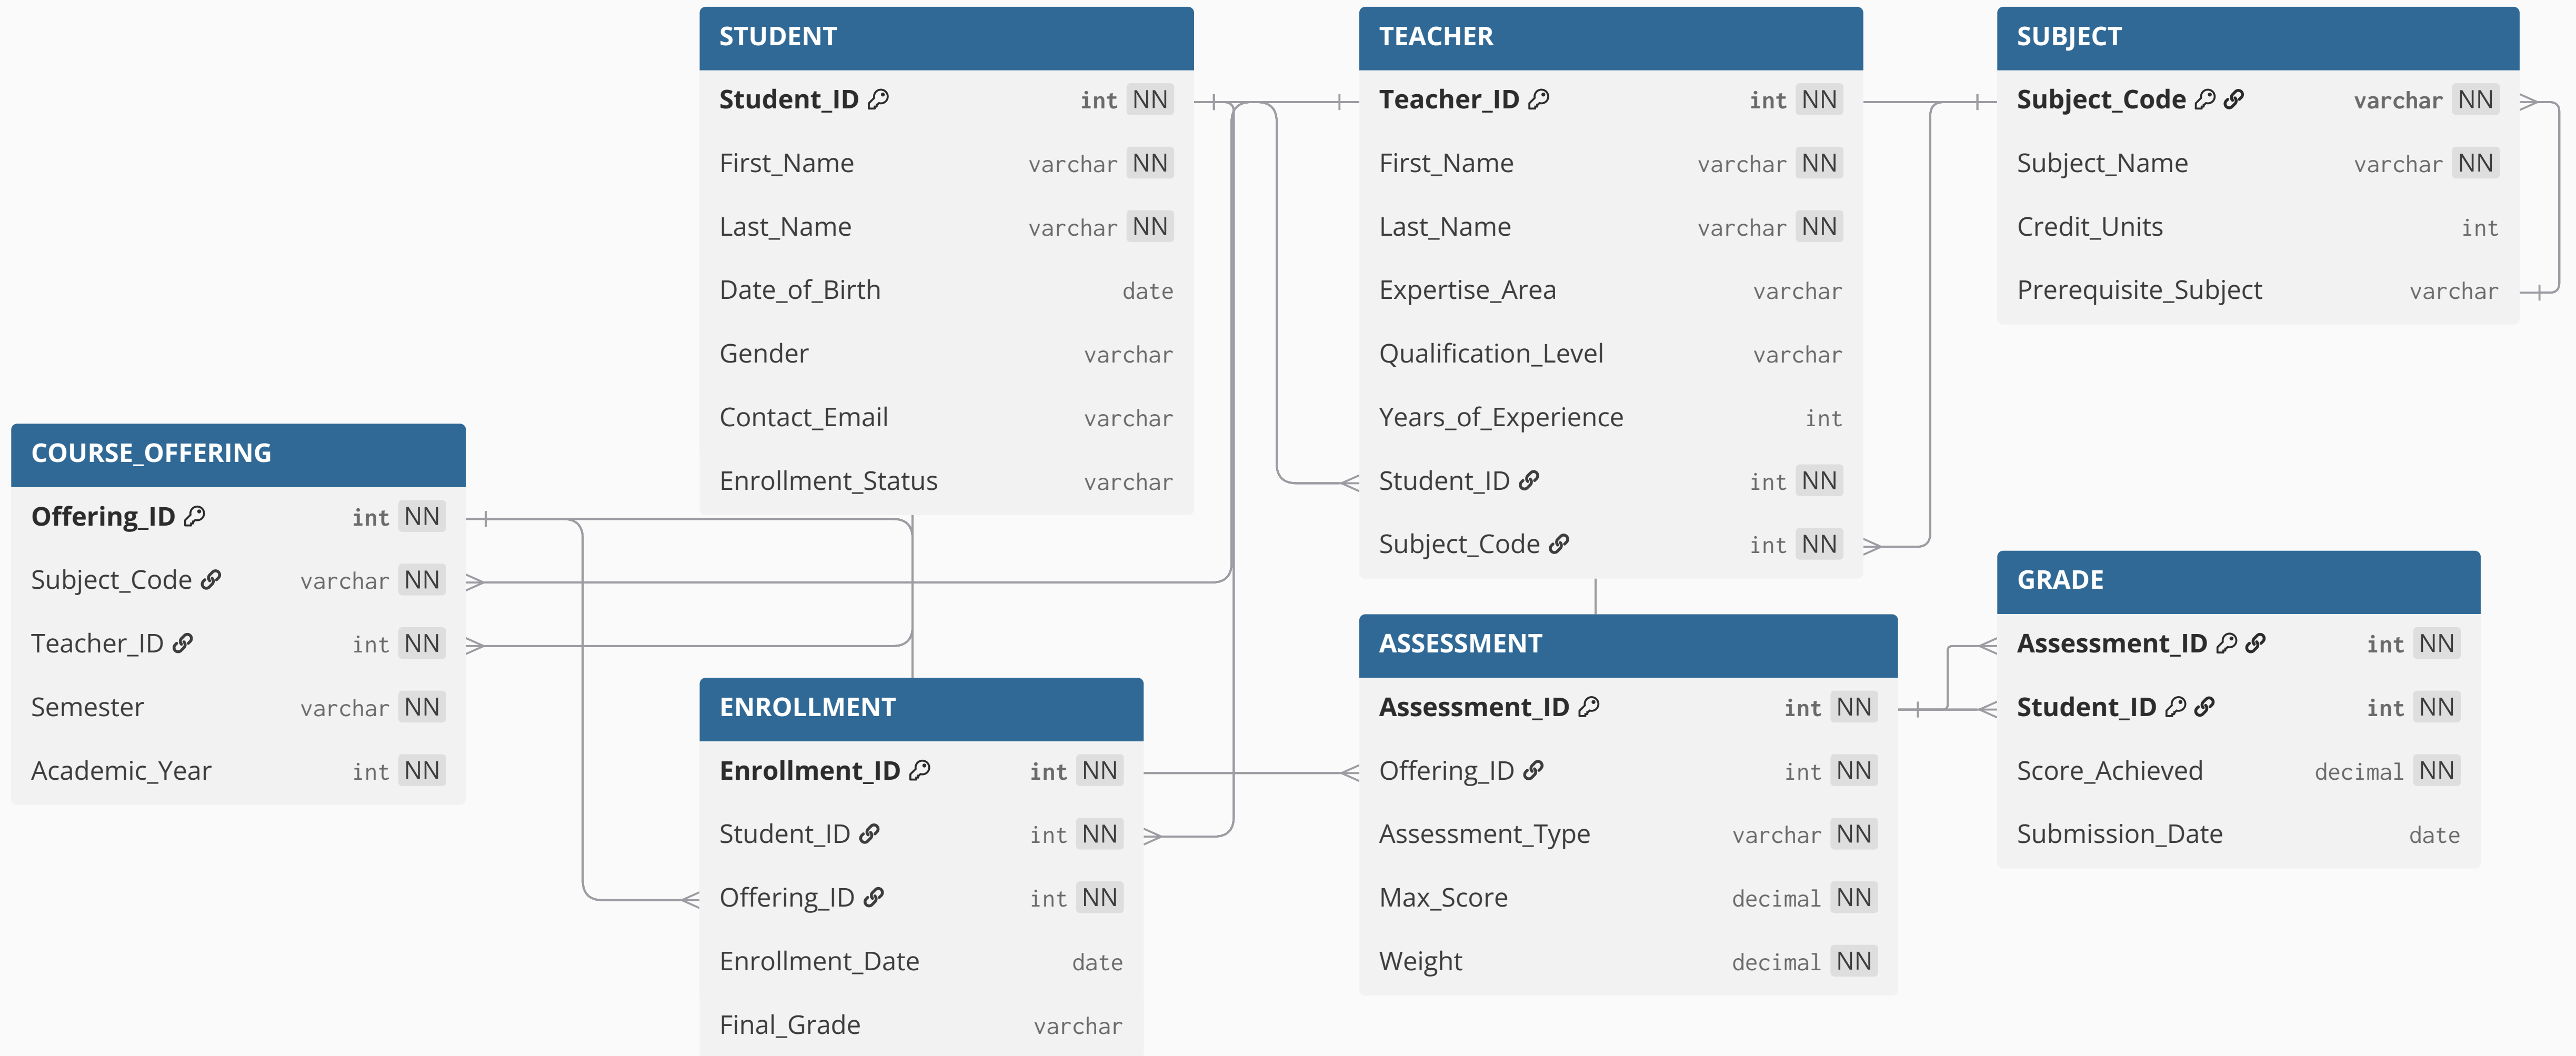 STUDENT
Student_ID int NN
First_Name varchar NN
Last_Name varchar NN
Date_of_Birth date
Gender varchar
Contact_Email varchar
Enrollment_Status varchar
TEACHER
Teacher_ID int NN
First_Name varchar NN
Last_Name varchar NN
Expertise_Area varchar
Qualification_Level varchar
Years_of_Experience int
Student_ID int NN
Subject_Code int NN
SUBJECT
Subject_Code varchar NN
Subject_Name varchar NN
Credit_Units int
Prerequisite_Subject varchar
COURSE_OFFERING
Offering_ID int NN
Subject_Code varchar NN
Teacher_ID int NN
Semester varchar NN
Academic_Year int NN
ENROLLMENT
Enrollment_ID int NN
Student_ID int NN
Offering_ID int NN
Enrollment_Date date
Final_Grade varchar
ASSESSMENT
Assessment_ID int NN
Offering_ID int NN
Assessment_Type varchar NN
Max_Score decimal NN
Weight decimal NN
GRADE
Assessment_ID int NN
Student_ID int NN
Score_Achieved decimal NN
Submission_Date date